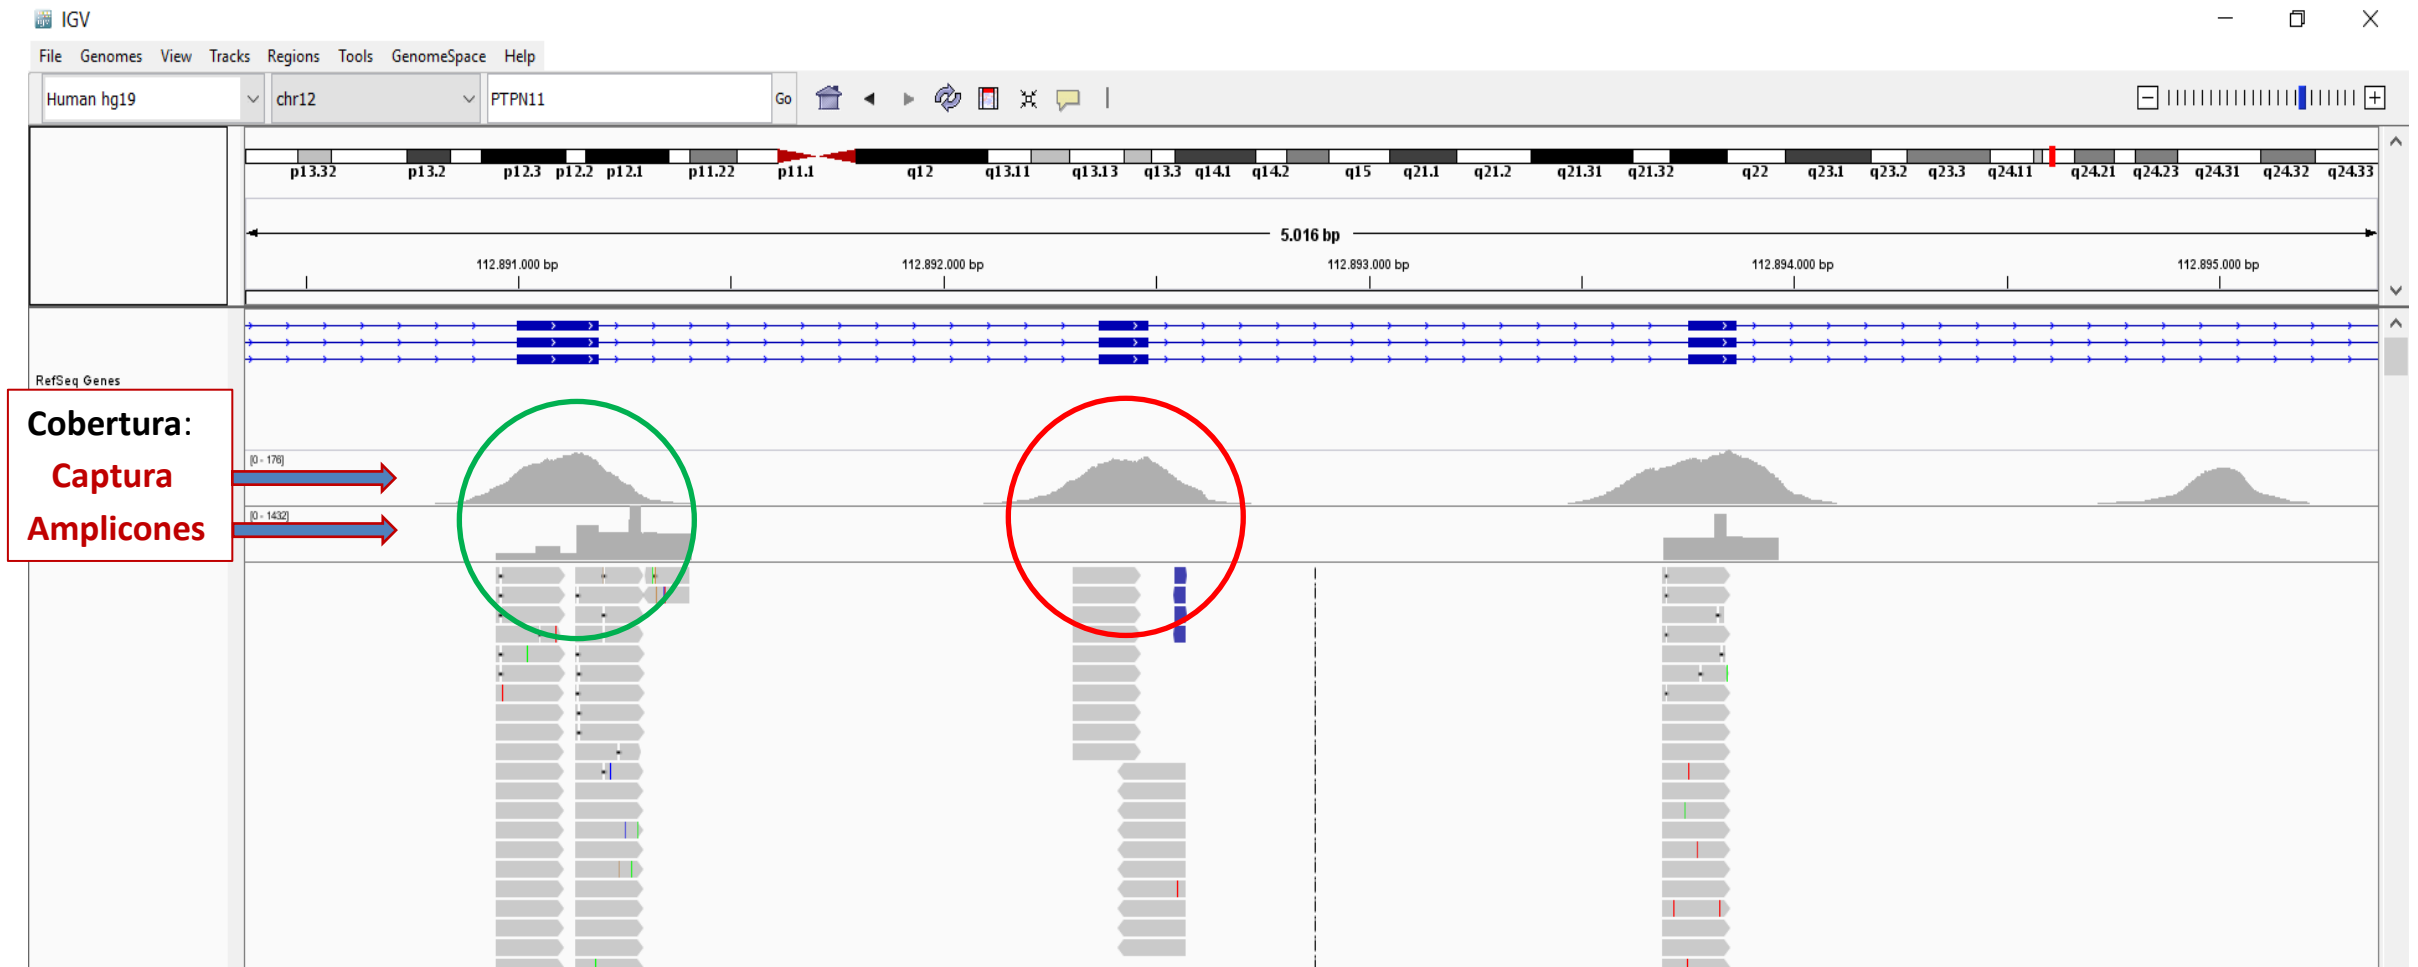 IGV
File Genomes View Tracks Regions Tools GenomeSpace Help
Human hg19 chr12 PTPN11 Go
p13.32 p13.2 p12.3 p12.2 p12.1 p11.22 p11.1 q12 q13.11 q13.13 q13.3 q14.1 q14.2 q15 q21.1 q21.2 q21.31 q21.32 q22 q23.1 q23.2 q23.3 q24.11 q24.21 q24.23 q24.31 q24.32 q24.33
5.016 bp
112.891.000 bp 112.892.000 bp 112.893.000 bp 112.894.000 bp 112.895.000 bp
RefSeq Genes
Cobertura:
Captura
Amplicones
[0 - 176]
[0 - 1432]